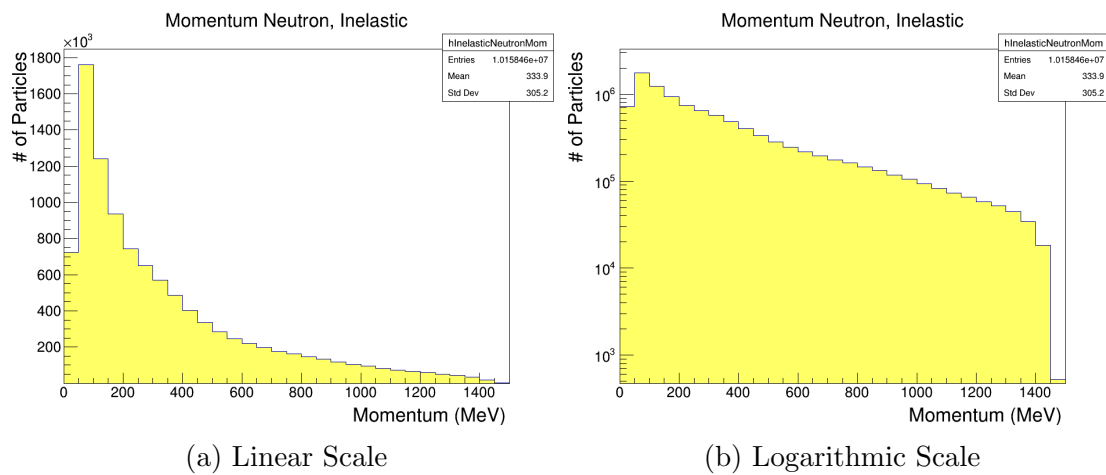 Momentum Neutron, Inelastic
×10³
# of Particles
1800
1600
1400
1200
1000
800
600
400
200
0 200 400 600 800 1000 1200 1400
Momentum (MeV)
hInelasticNeutronMom
Entries 1.015846e+07
Mean 333.9
Std Dev 305.2
(a) Linear Scale
Momentum Neutron, Inelastic
# of Particles
10⁶
10⁵
10⁴
10³
0 200 400 600 800 1000 1200 1400
Momentum (MeV)
hInelasticNeutronMom
Entries 1.015846e+07
Mean 333.9
Std Dev 305.2
(b) Logarithmic Scale